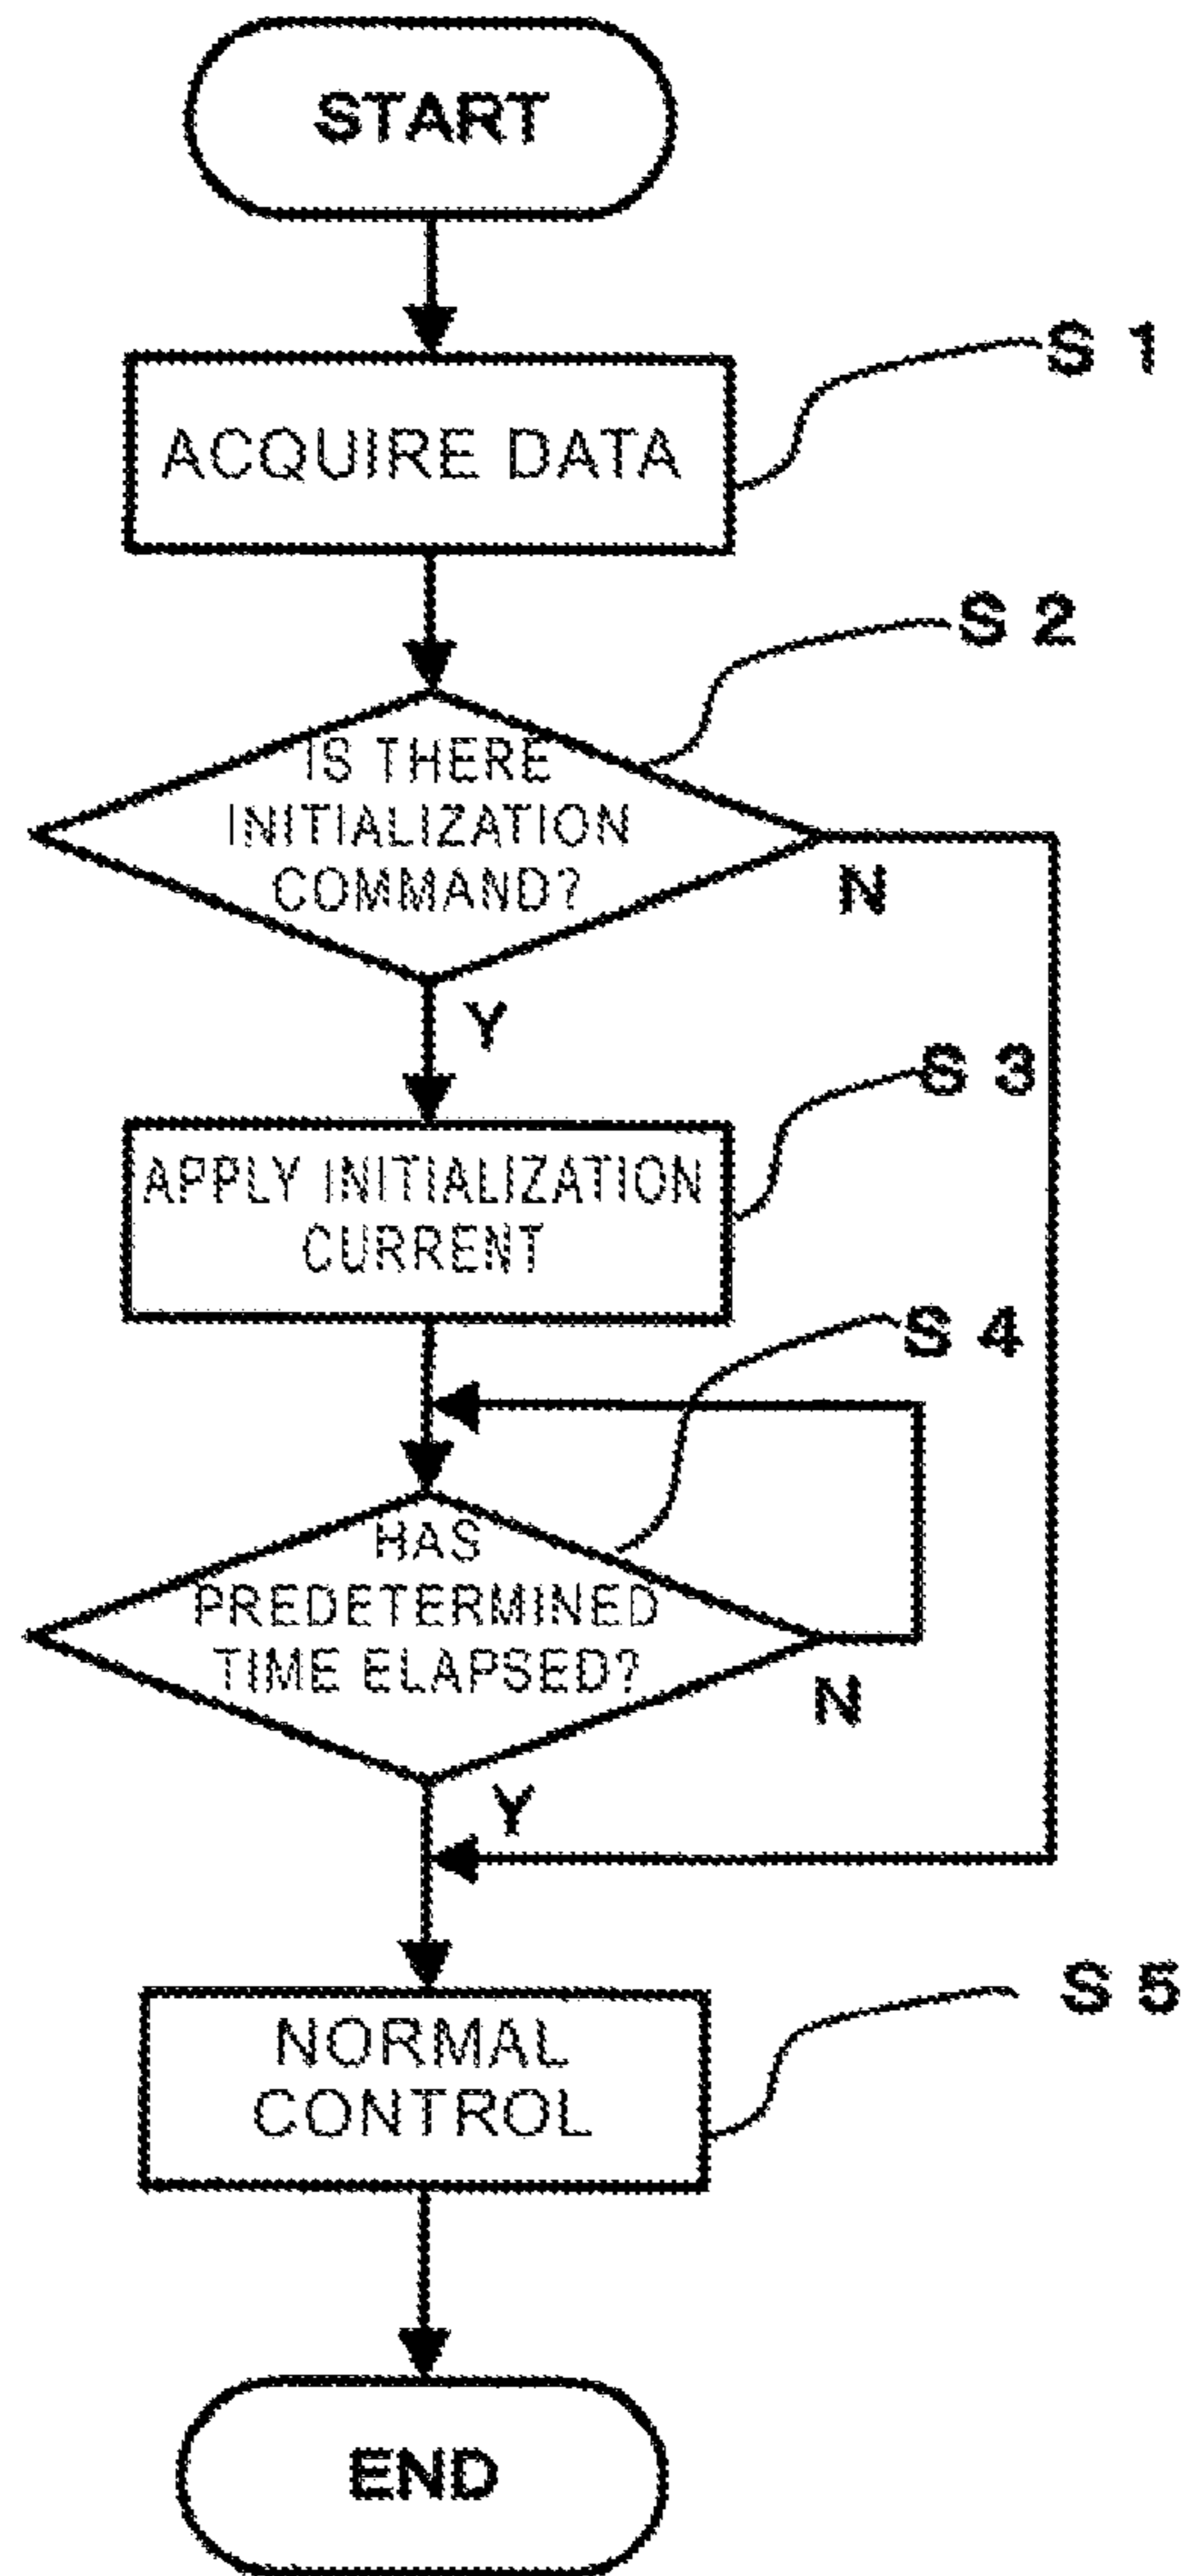 START
ACQUIRE DATA
S 1
IS THERE
INITIALIZATION
COMMAND?
S 2
N
Y
APPLY INITIALIZATION
CURRENT
S 3
HAS
PREDETERMINED
TIME ELAPSED?
S 4
N
Y
NORMAL
CONTROL
S 5
END